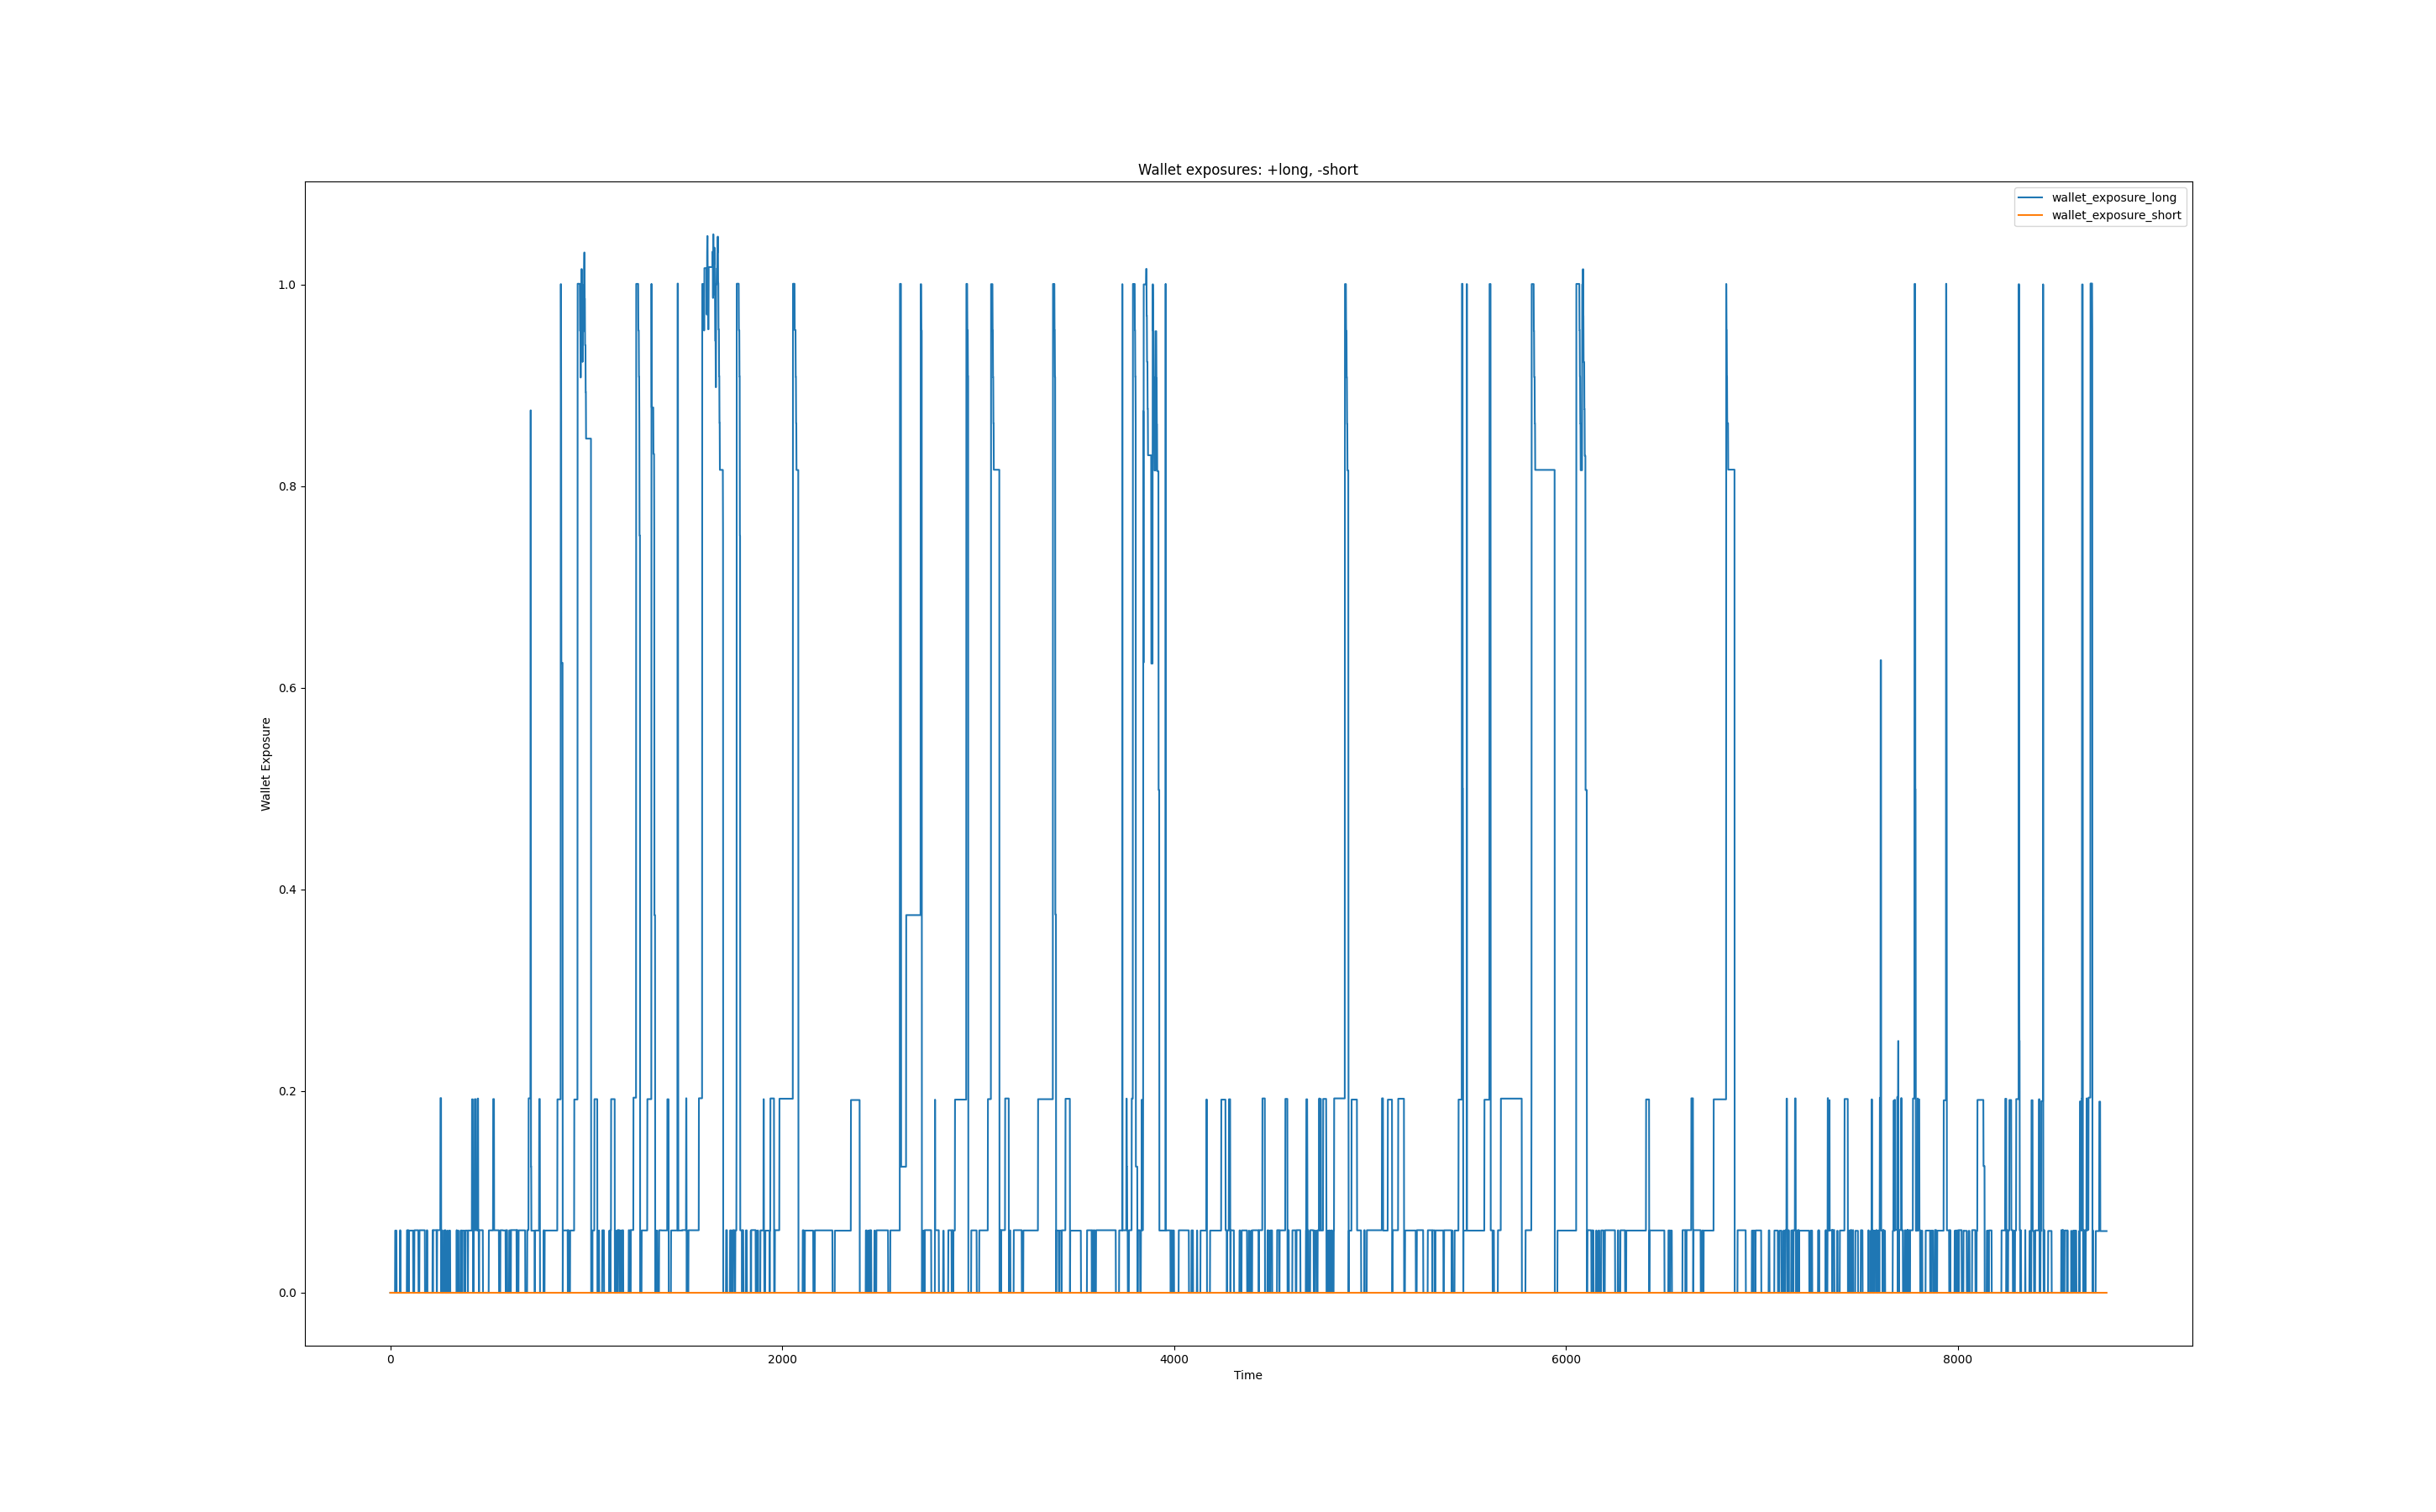 Wallet exposures: +long, -short
wallet_exposure_long
wallet_exposure_short
1.0
0.8
0.6
0.4
0.2
0.0
Wallet Exposure
0 2000 4000 6000 8000
Time